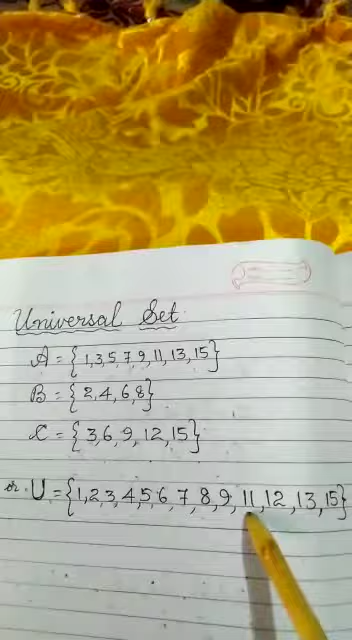 Universal Set
A = {1,3,5,7,9,11,13,15}
B = {2,4,6,8}
C = {3,6,9,12,15}
or. U = {1,2,3,4,5,6,7,8,9,11,12,13,15}